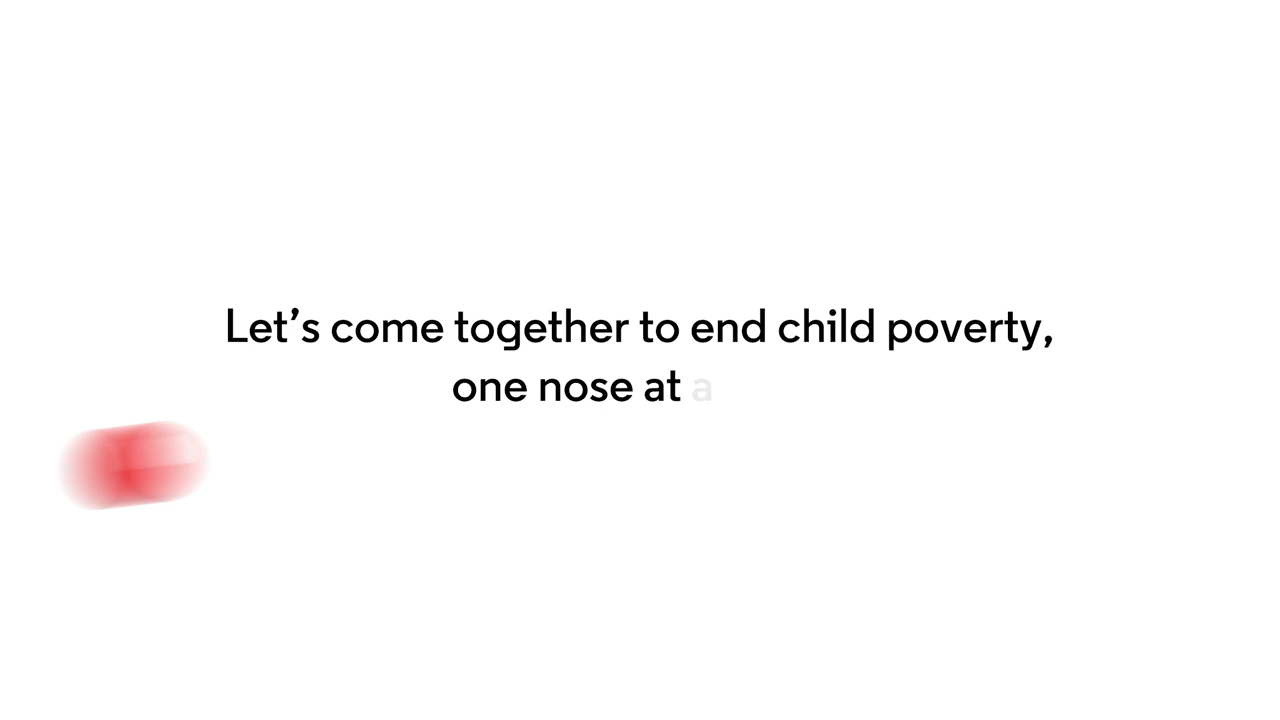 Let’s come together to end child poverty,
one nose at a